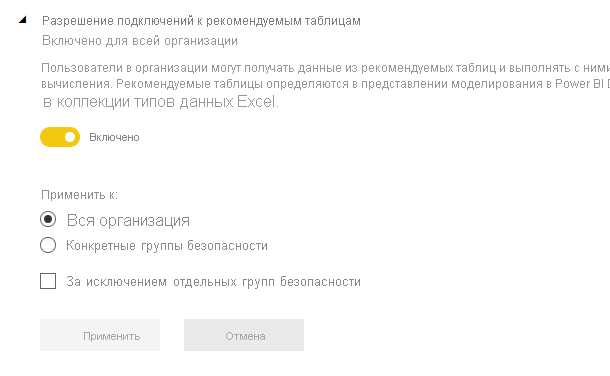 Разрешение подключений к рекомендуемым таблицам
Включено для всей организации
Пользователи в организации могут получать данные из рекомендуемых таблиц и выполнять с ними
вычисления. Рекомендуемые таблицы определяются в представлении моделирования в Power BI D
в коллекции типов данных Excel.
Включено
Применить к:
Вся организация
Конкретные группы безопасности
За исключением отдельных групп безопасности
Применить
Отмена